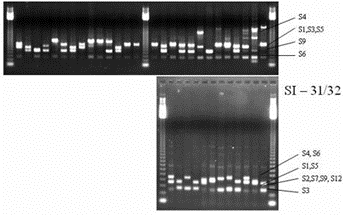 S4
S1,S3,S5
S9
S6
SI – 31/32
S4, S6
S1,S5
S2,S7,S9, S12
S3